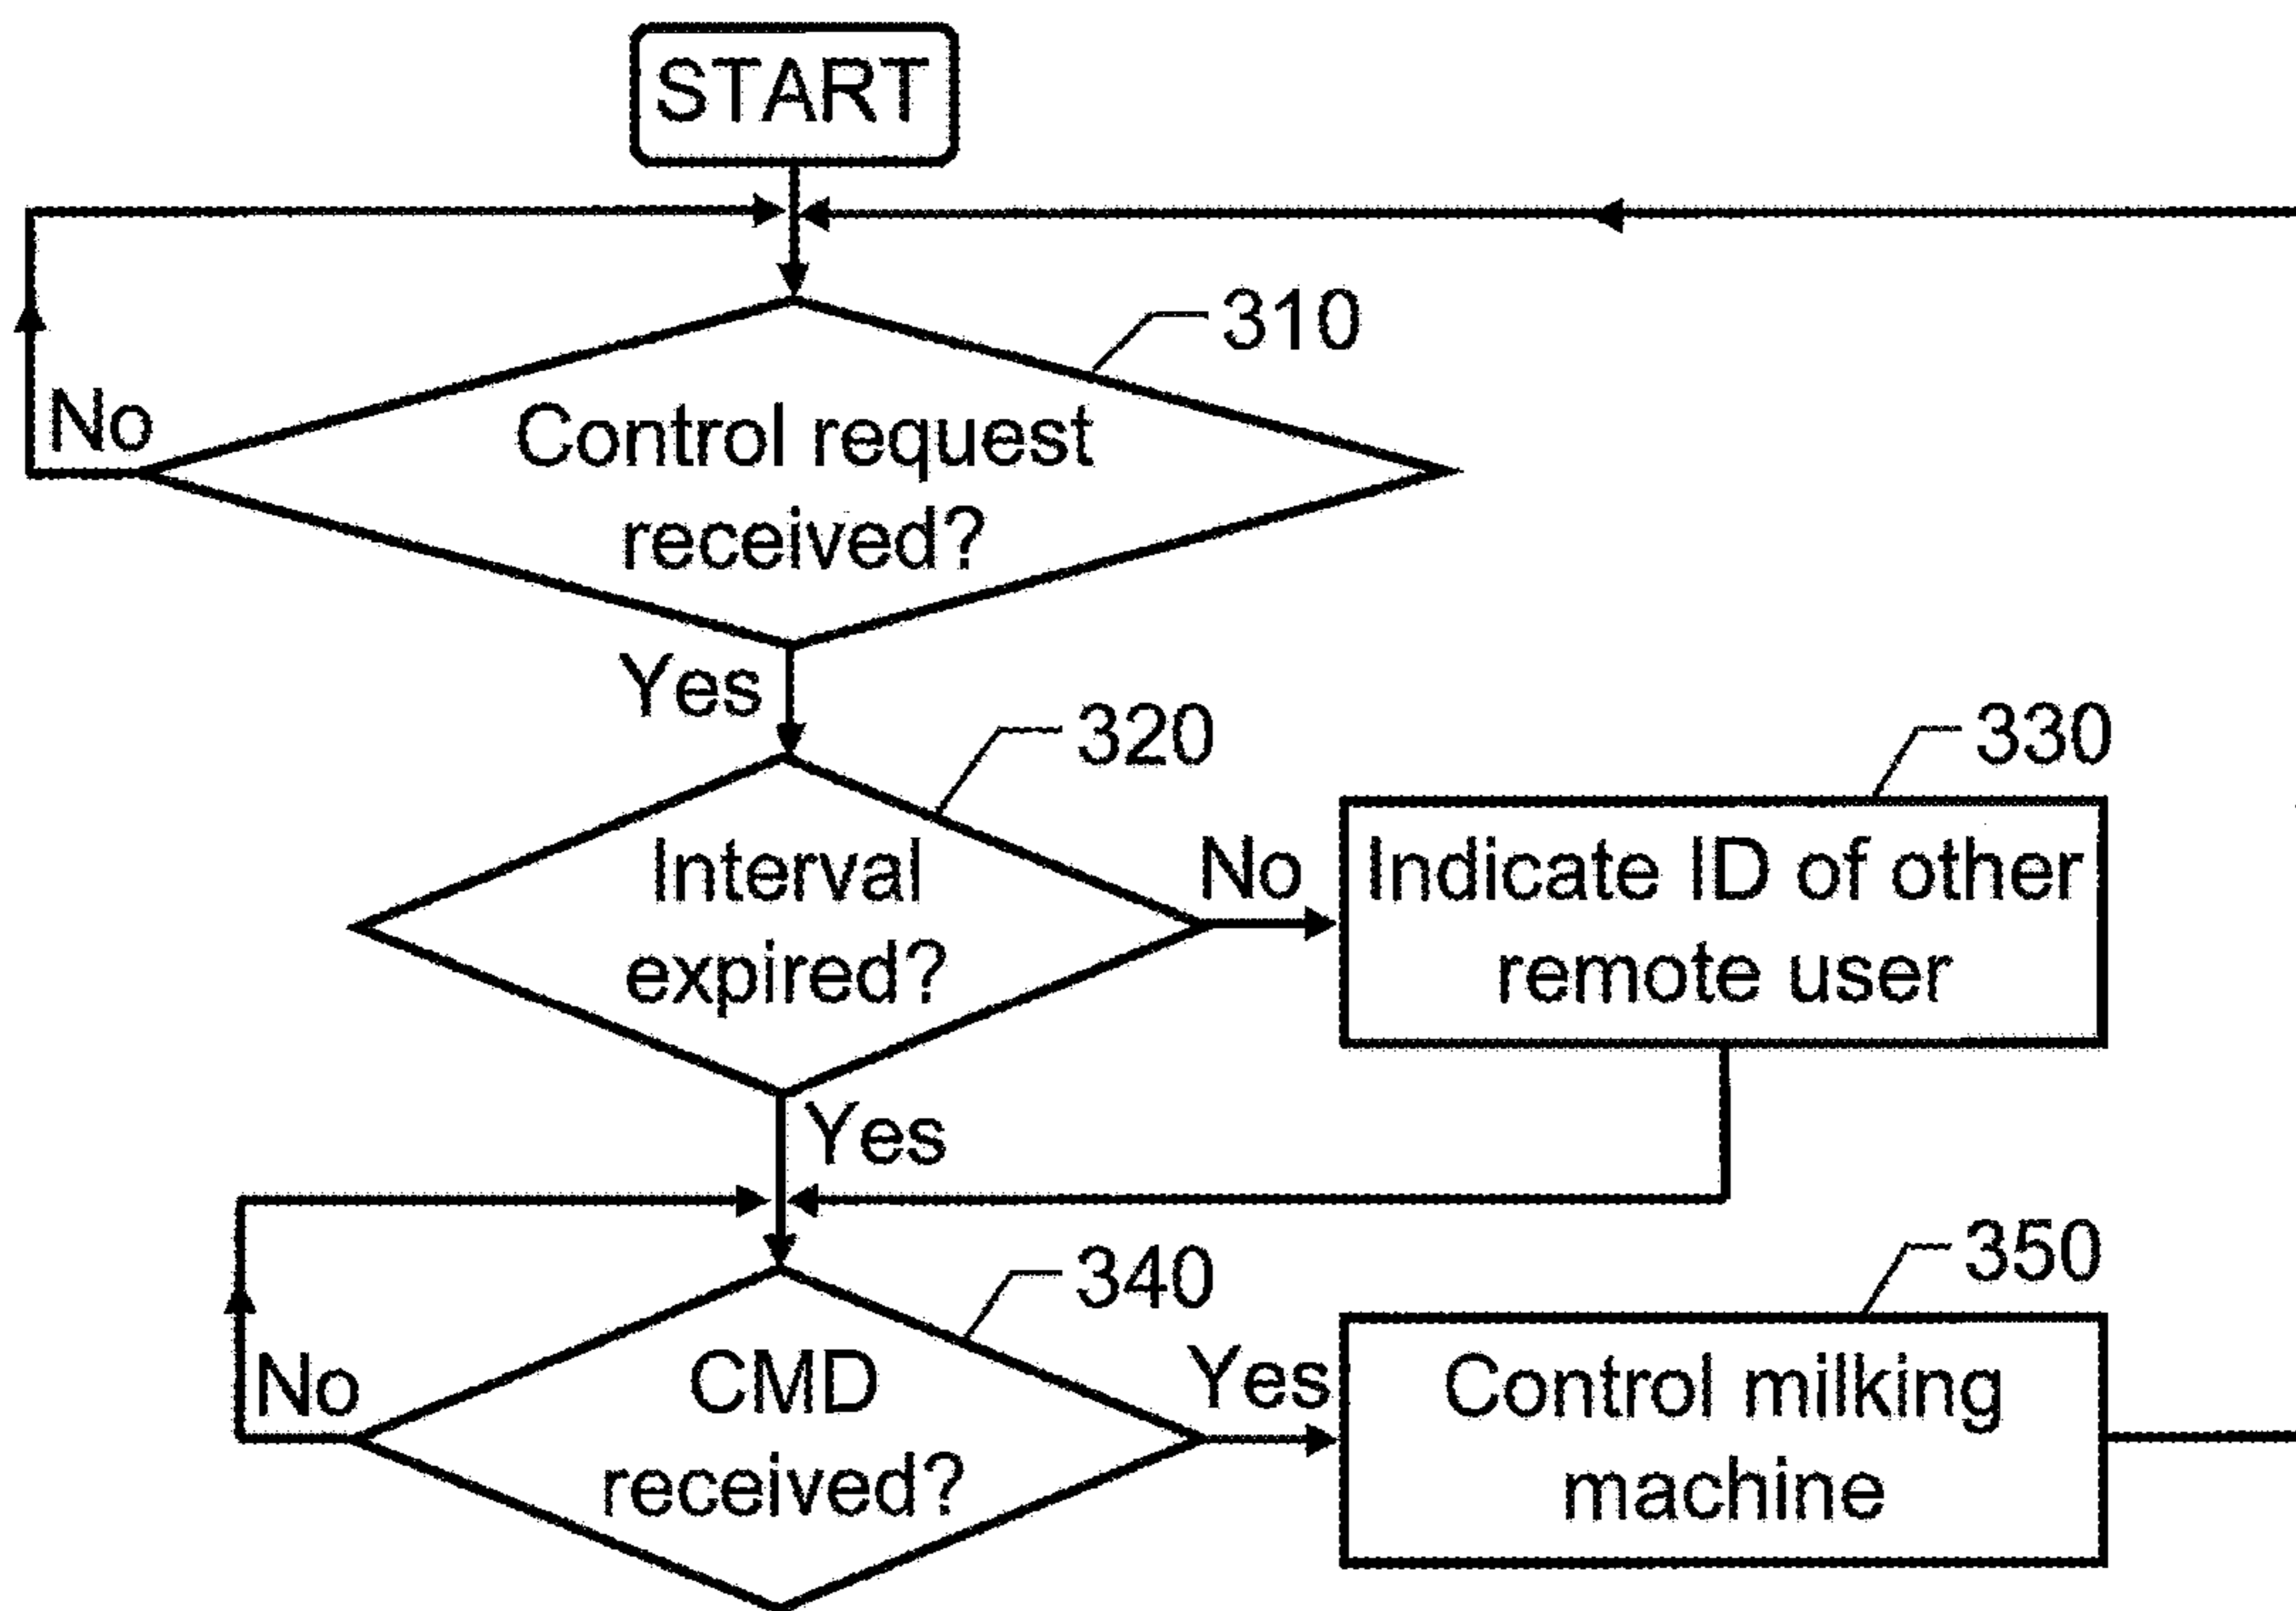 START
310
No
Control request
received?
Yes
320
330
Interval
expired?
No
Indicate ID of other
remote user
Yes
340
350
No
CMD
received?
Yes
Control milking
machine